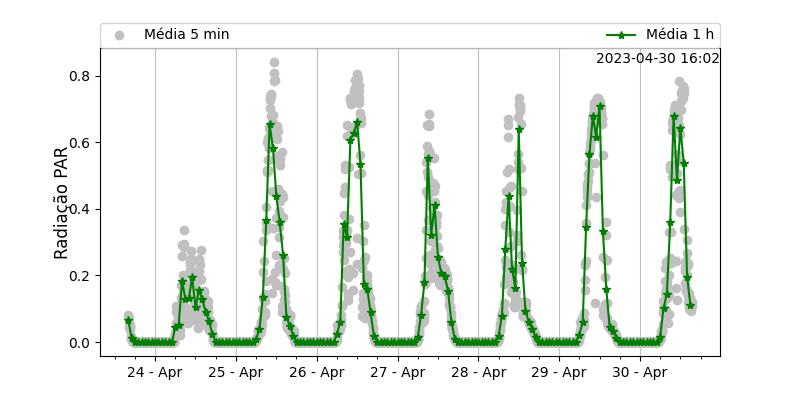 Média 5 min
Média 1 h
2023-04-30 16:02
Radiação PAR
0.8
0.6
0.4
0.2
0.0
24 - Apr
25 - Apr
26 - Apr
27 - Apr
28 - Apr
29 - Apr
30 - Apr